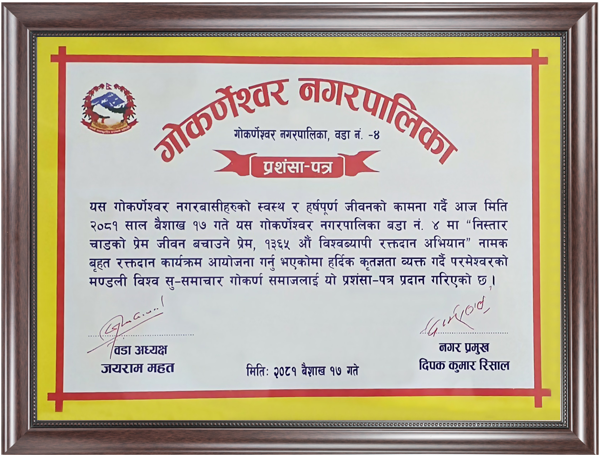 गोकर्णेश्वर नगरपालिका
गोकर्णेश्वर नगरपालिका, वडा नं. -४
प्रशंसा-पत्र
यस गोकर्णेश्वर नगरबासीहरुको स्वस्थ र हर्षपूर्ण जीवनको कामना गर्दै आज मिति
२०८१ साल बैशाख १७ गते यस गोकर्णेश्वर नगरपालिका वडा नं. ४ मा “निस्तार
चाडको प्रेम जीवन बचाउने प्रेम, १३६५ औं विश्वब्यापी रक्तदान अभियान” नामक
बृहत रक्तदान कार्यक्रम आयोजना गर्नु भएकोमा हर्दिक कृतज्ञता ब्यक्त गर्दै परमेश्वरको
मण्डली विश्व सु-समाचार गोकर्ण समाजलाई यो प्रशंसा-पत्र प्रदान गरिएको छ ।
वडा अध्यक्ष
जयराम महत
मिति: २०८१ बैशाख १७ गते
नगर प्रमुख
दिपक कुमार रिसाल